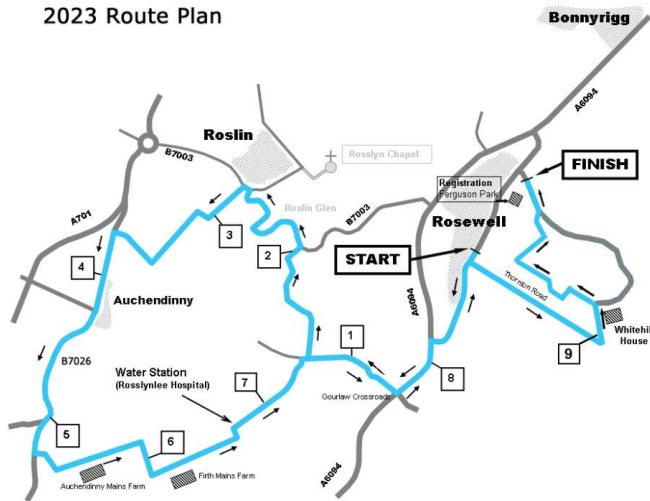 2023 Route Plan
Bonnyrigg
A6094
Roslin
B7003
Rosslyn Chapel
FINISH
Registration
Ferguson Park
A701
3
Roslin Glen
B7003
Rosewell
2
START
4
A6094
Thornton Road
Auchendinny
Whitehill
House
1
9
B7026
Water Station
(Rosslynlee Hospital)
7
8
Gourlaw Crossroads
5
6
A6094
Firth Mains Farm
Auchendinny Mains Farm